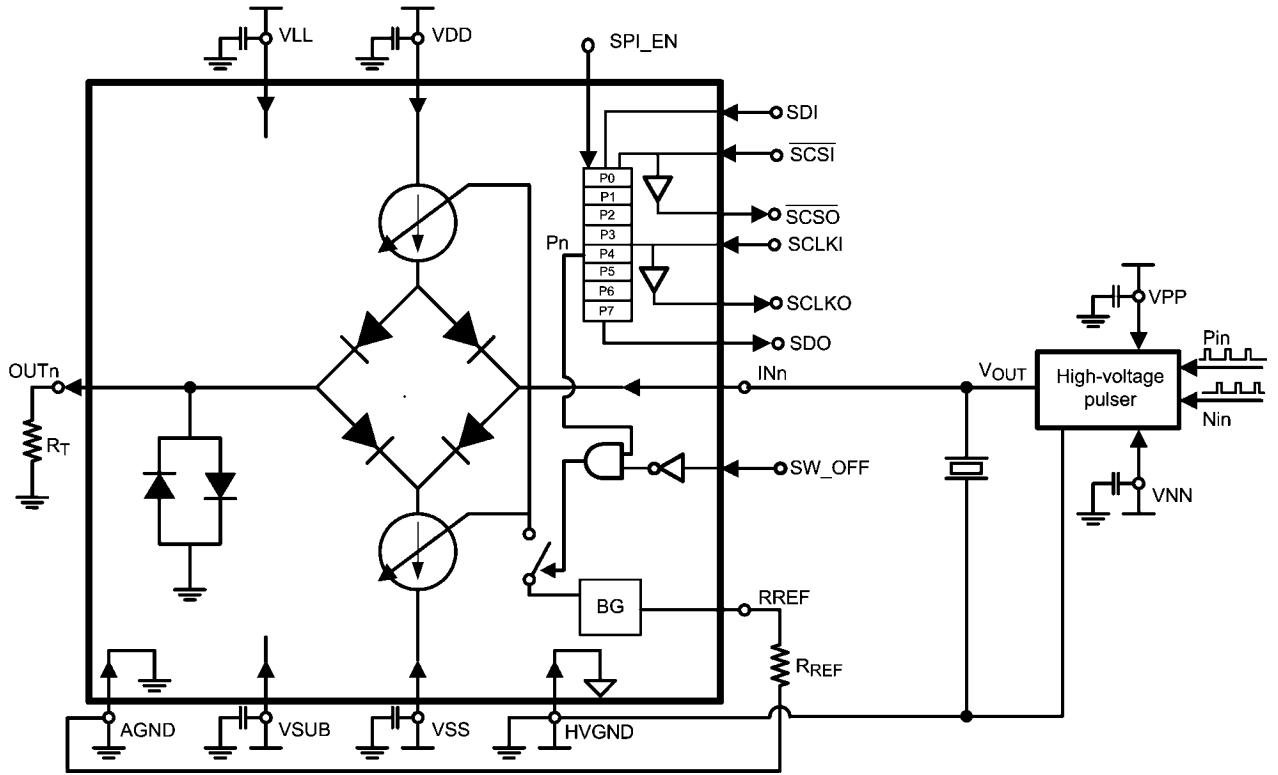 VLL
VDD
SPI_EN
SDI
SCSI
P0
P1
P2
SCSO
P3
Pn
SCLKI
P4
P5
P6
SCLKO
P7
SDO
VPP
Pin
OUTn
INn
VOUT
High-voltage
pulser
Nin
RT
SW_OFF
VNN
BG
RREF
RREF
AGND
VSUB
VSS
HVGND